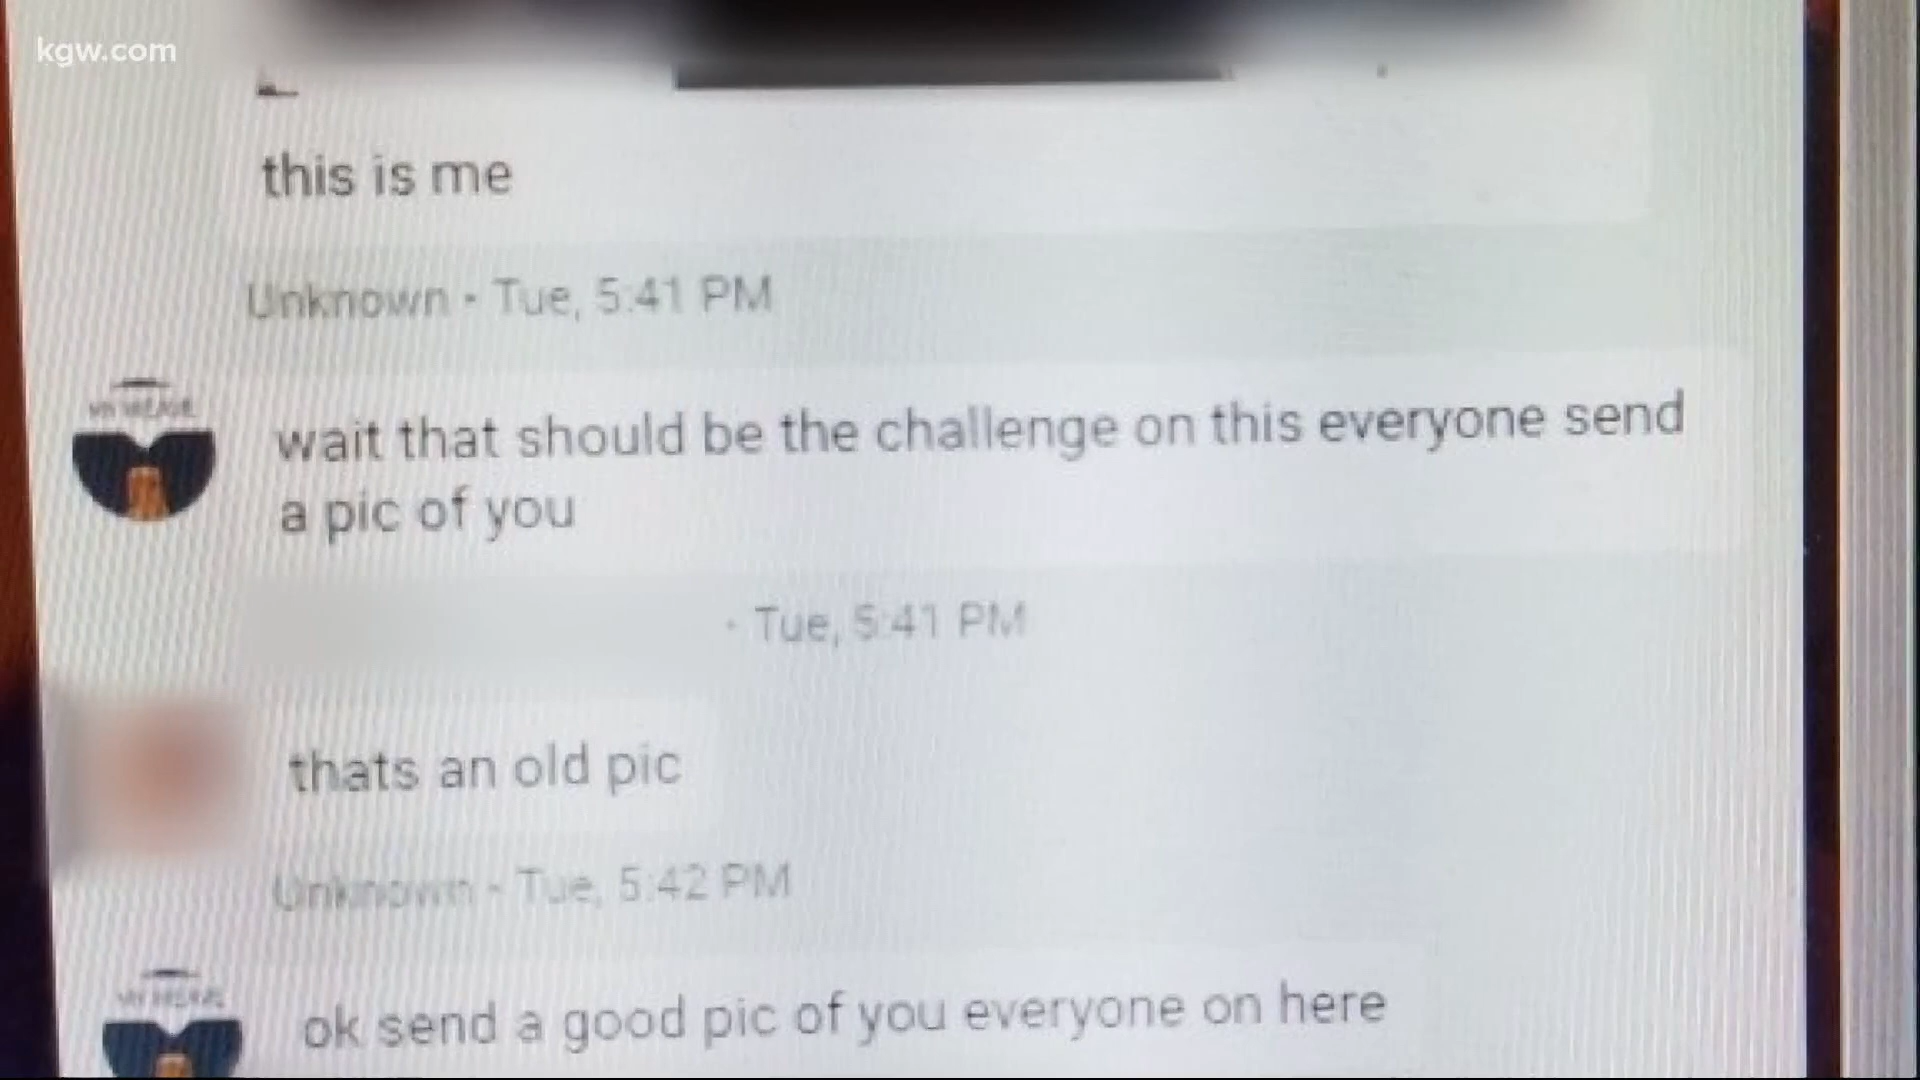 kgw.com
this is me
Unknown • Tue, 5:41 PM
wait that should be the challenge on this everyone send
a pic of you
• Tue, 5:41 PM
thats an old pic
Unknown • Tue, 5:42 PM
ok send a good pic of you everyone on here